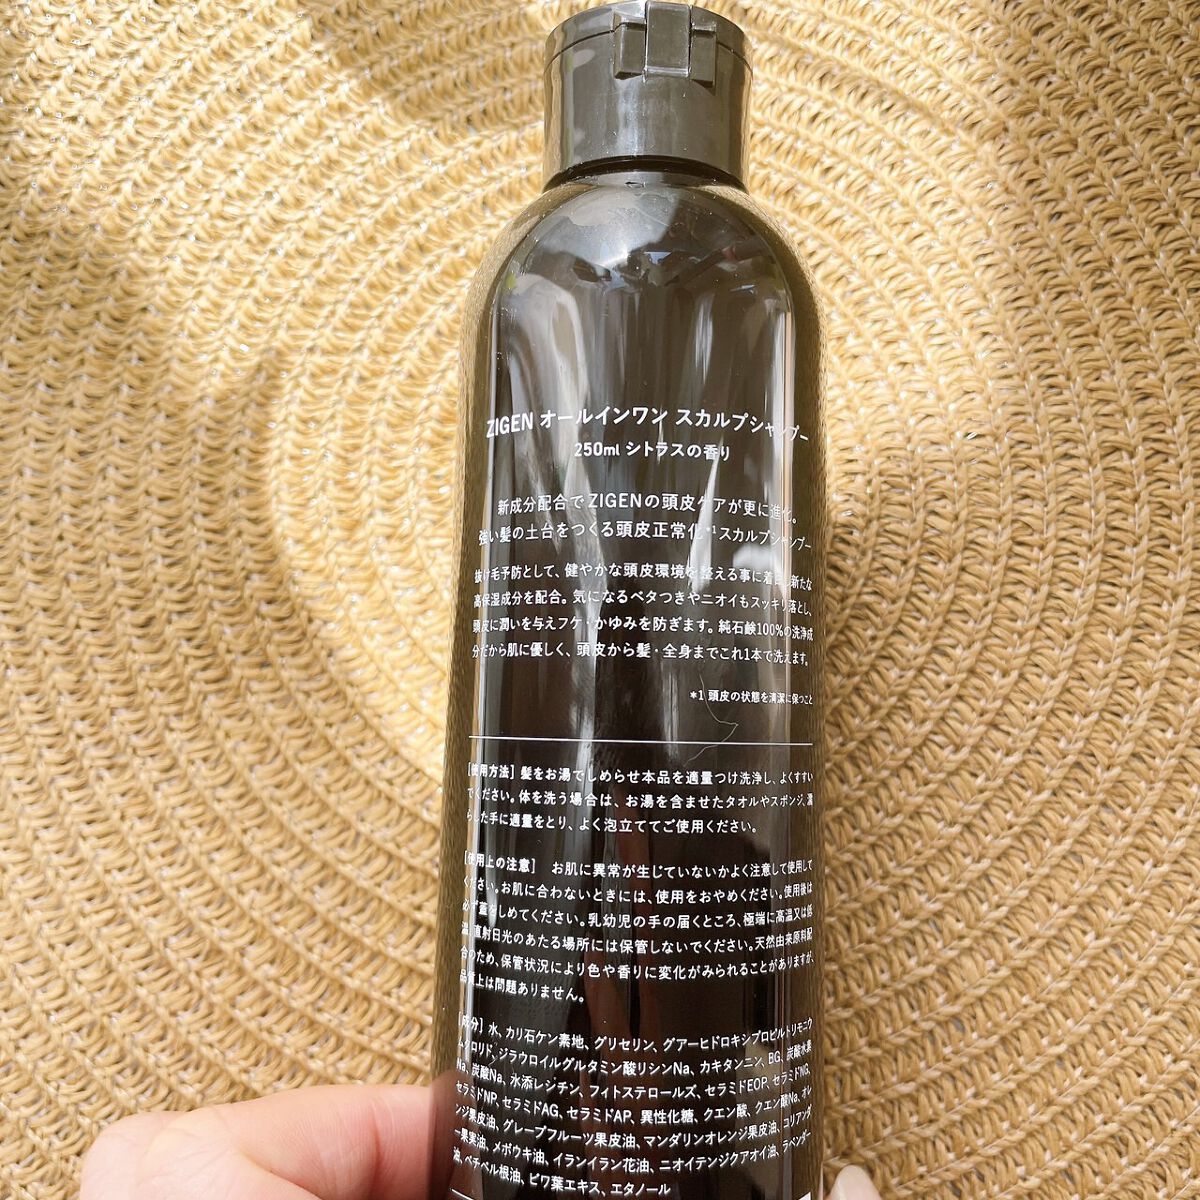 ZIGEN オールインワン スカルプシャンプー
250ml シトラスの香り
新成分配合でZIGENの頭皮ケアが更に進化。
強い髪の土台をつくる頭皮正常化*1スカルプシャンプー
抜け毛予防として、健やかな頭皮環境を整える事に着目し新たな
高保湿成分を配合。気になるベタつきやニオイもスッキリ落とし、
頭皮に潤いを与えフケ・かゆみを防ぎます。純石鹸100%の洗浄成
分だから肌に優しく、頭皮から髪・全身までこれ1本で洗えます。
*1 頭皮の状態を清潔に保つこと
[使用方法] 髪をお湯でしめらせ本品を適量つけ洗浄し、よくすすい
でください。体を洗う場合は、お湯を含ませたタオルやスポンジ、濡
らした手に適量をとり、よく泡立ててご使用ください。
[使用上の注意] お肌に異常が生じていないかよく注意して使用して
ください。お肌に合わないときには、使用をおやめください。使用後は
必ず蓋をしめてください。乳幼児の手の届くところ、極端に高温又は低
温、直射日光のあたる場所には保管しないでください。天然由来原料配
合のため、保管状況により色や香りに変化がみられることがありますが、
品質上は問題ありません。
[成分] 水、カリ石ケン素地、グリセリン、グアーヒドロキシプロピルトリモニウ
ムクロリド、ジラウロイルグルタミン酸リシンNa、カキタンニン、BG、炭酸水素
Na、炭酸Na、水添レシチン、フィトステロールズ、セラミドEOP、セラミドNG、
セラミドNP、セラミドAG、セラミドAP、異性化糖、クエン酸、クエン酸Na、オレ
ンジ果皮油、グレープフルーツ果皮油、マンダリンオレンジ果皮油、コリアンダ
ー果実油、メボウキ油、イランイラン花油、ニオイテンジクアオイ油、ラベンダー
油、ベチベル根油、ビワ葉エキス、エタノール